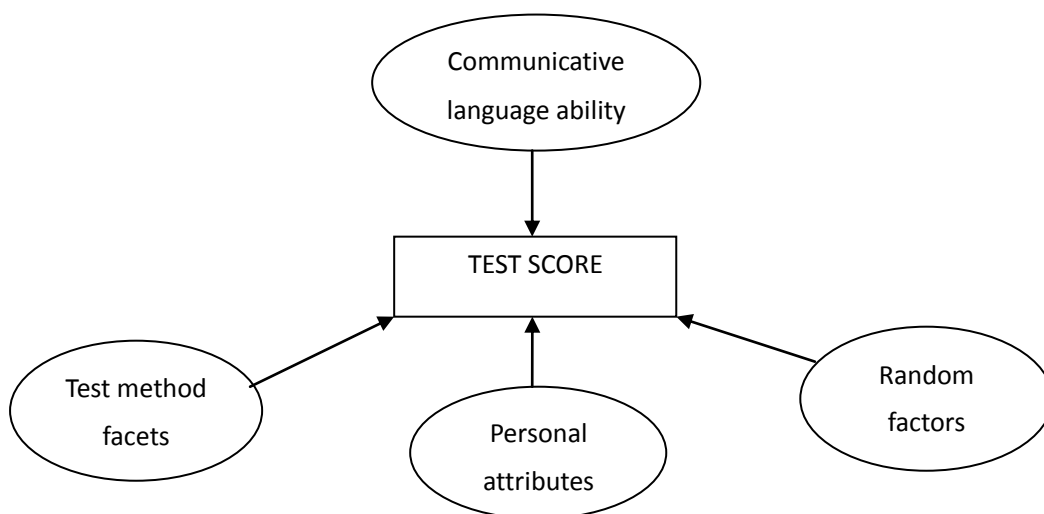 Communicative
language ability
TEST SCORE
Test method
facets
Personal
attributes
Random
factors